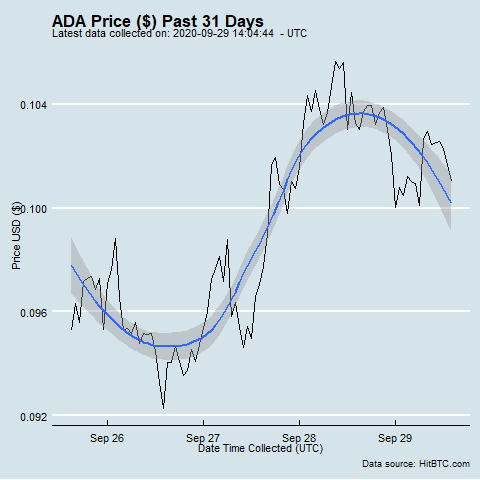 ADA Price ($) Past 31 Days
Latest data collected on: 2020-09-29 14:04:44  - UTC
0.104
0.100
0.096
0.092
Price USD ($)
Sep 26
Sep 27
Sep 28
Sep 29
Date Time Collected (UTC)
Data source: HitBTC.com